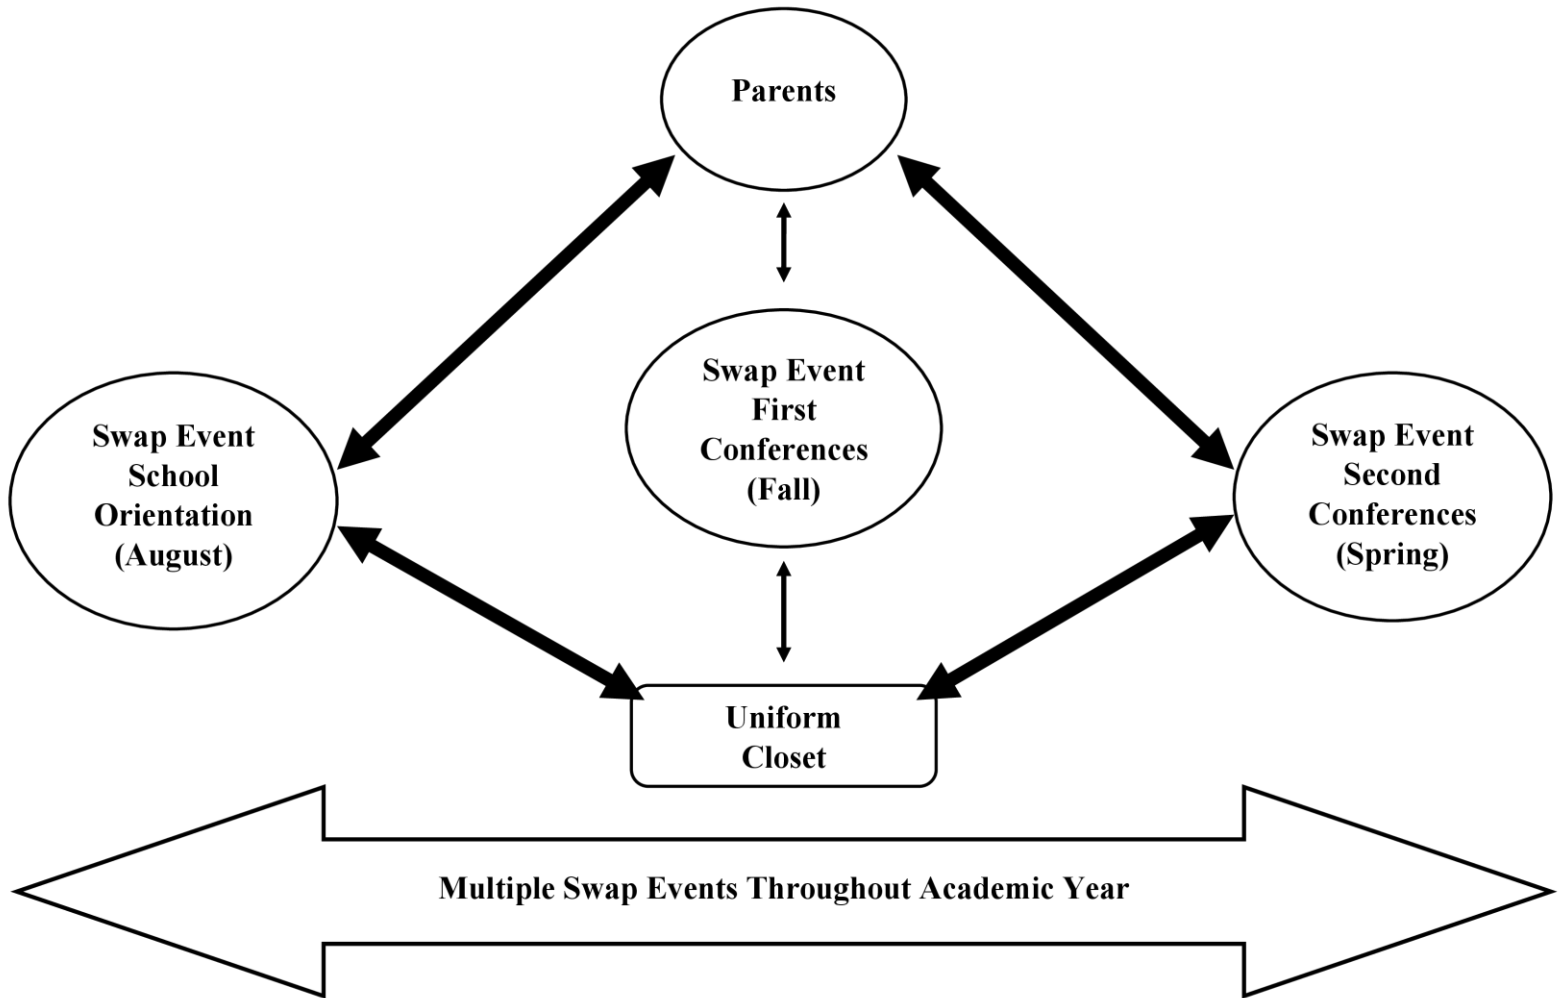 Parents
Swap Event
First
Conferences
(Fall)
Swap Event
School
Orientation
(August)
Swap Event
Second
Conferences
(Spring)
Uniform
Closet
Multiple Swap Events Throughout Academic Year